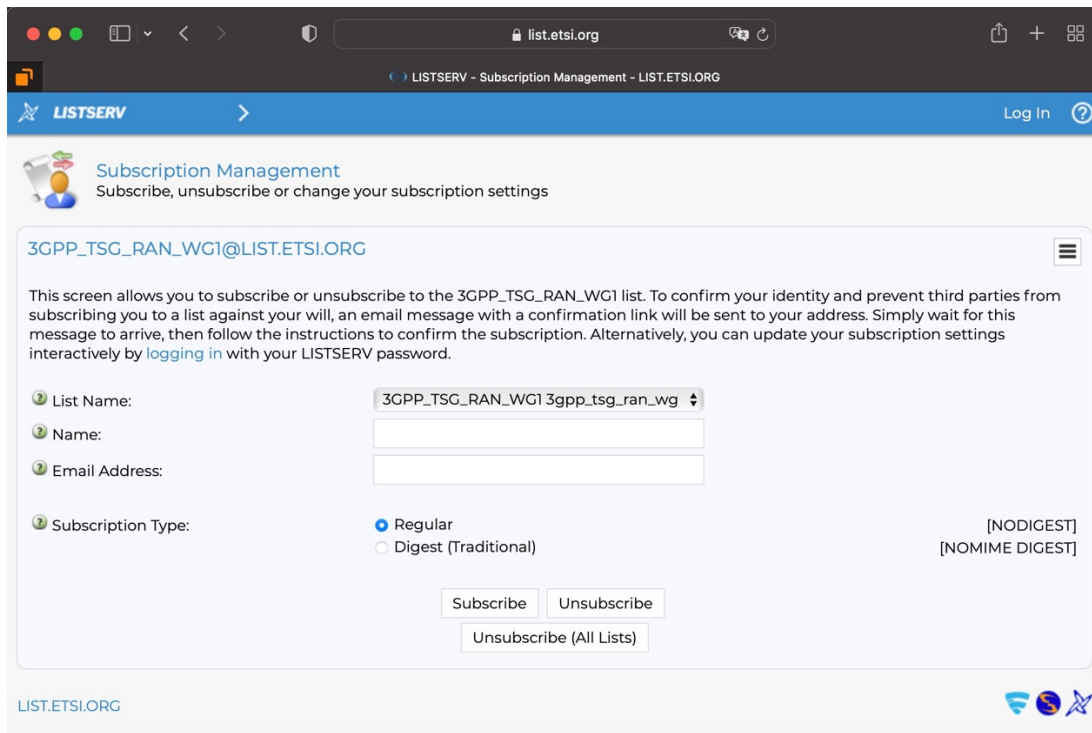 list.etsi.org
LISTSERV - Subscription Management - LIST.ETSI.ORG
LISTSERV
Log In
Subscription Management
Subscribe, unsubscribe or change your subscription settings
3GPP_TSG_RAN_WG1@LIST.ETSI.ORG
This screen allows you to subscribe or unsubscribe to the 3GPP_TSG_RAN_WG1 list. To confirm your identity and prevent third parties from
subscribing you to a list against your will, an email message with a confirmation link will be sent to your address. Simply wait for this
message to arrive, then follow the instructions to confirm the subscription. Alternatively, you can update your subscription settings
interactively by logging in with your LISTSERV password.
List Name: 3GPP_TSG_RAN_WG1 3gpp_tsg_ran_wg
Name:
Email Address:
Subscription Type: Regular [NODIGEST]
Digest (Traditional) [NOMIME DIGEST]
Subscribe Unsubscribe
Unsubscribe (All Lists)
LIST.ETSI.ORG